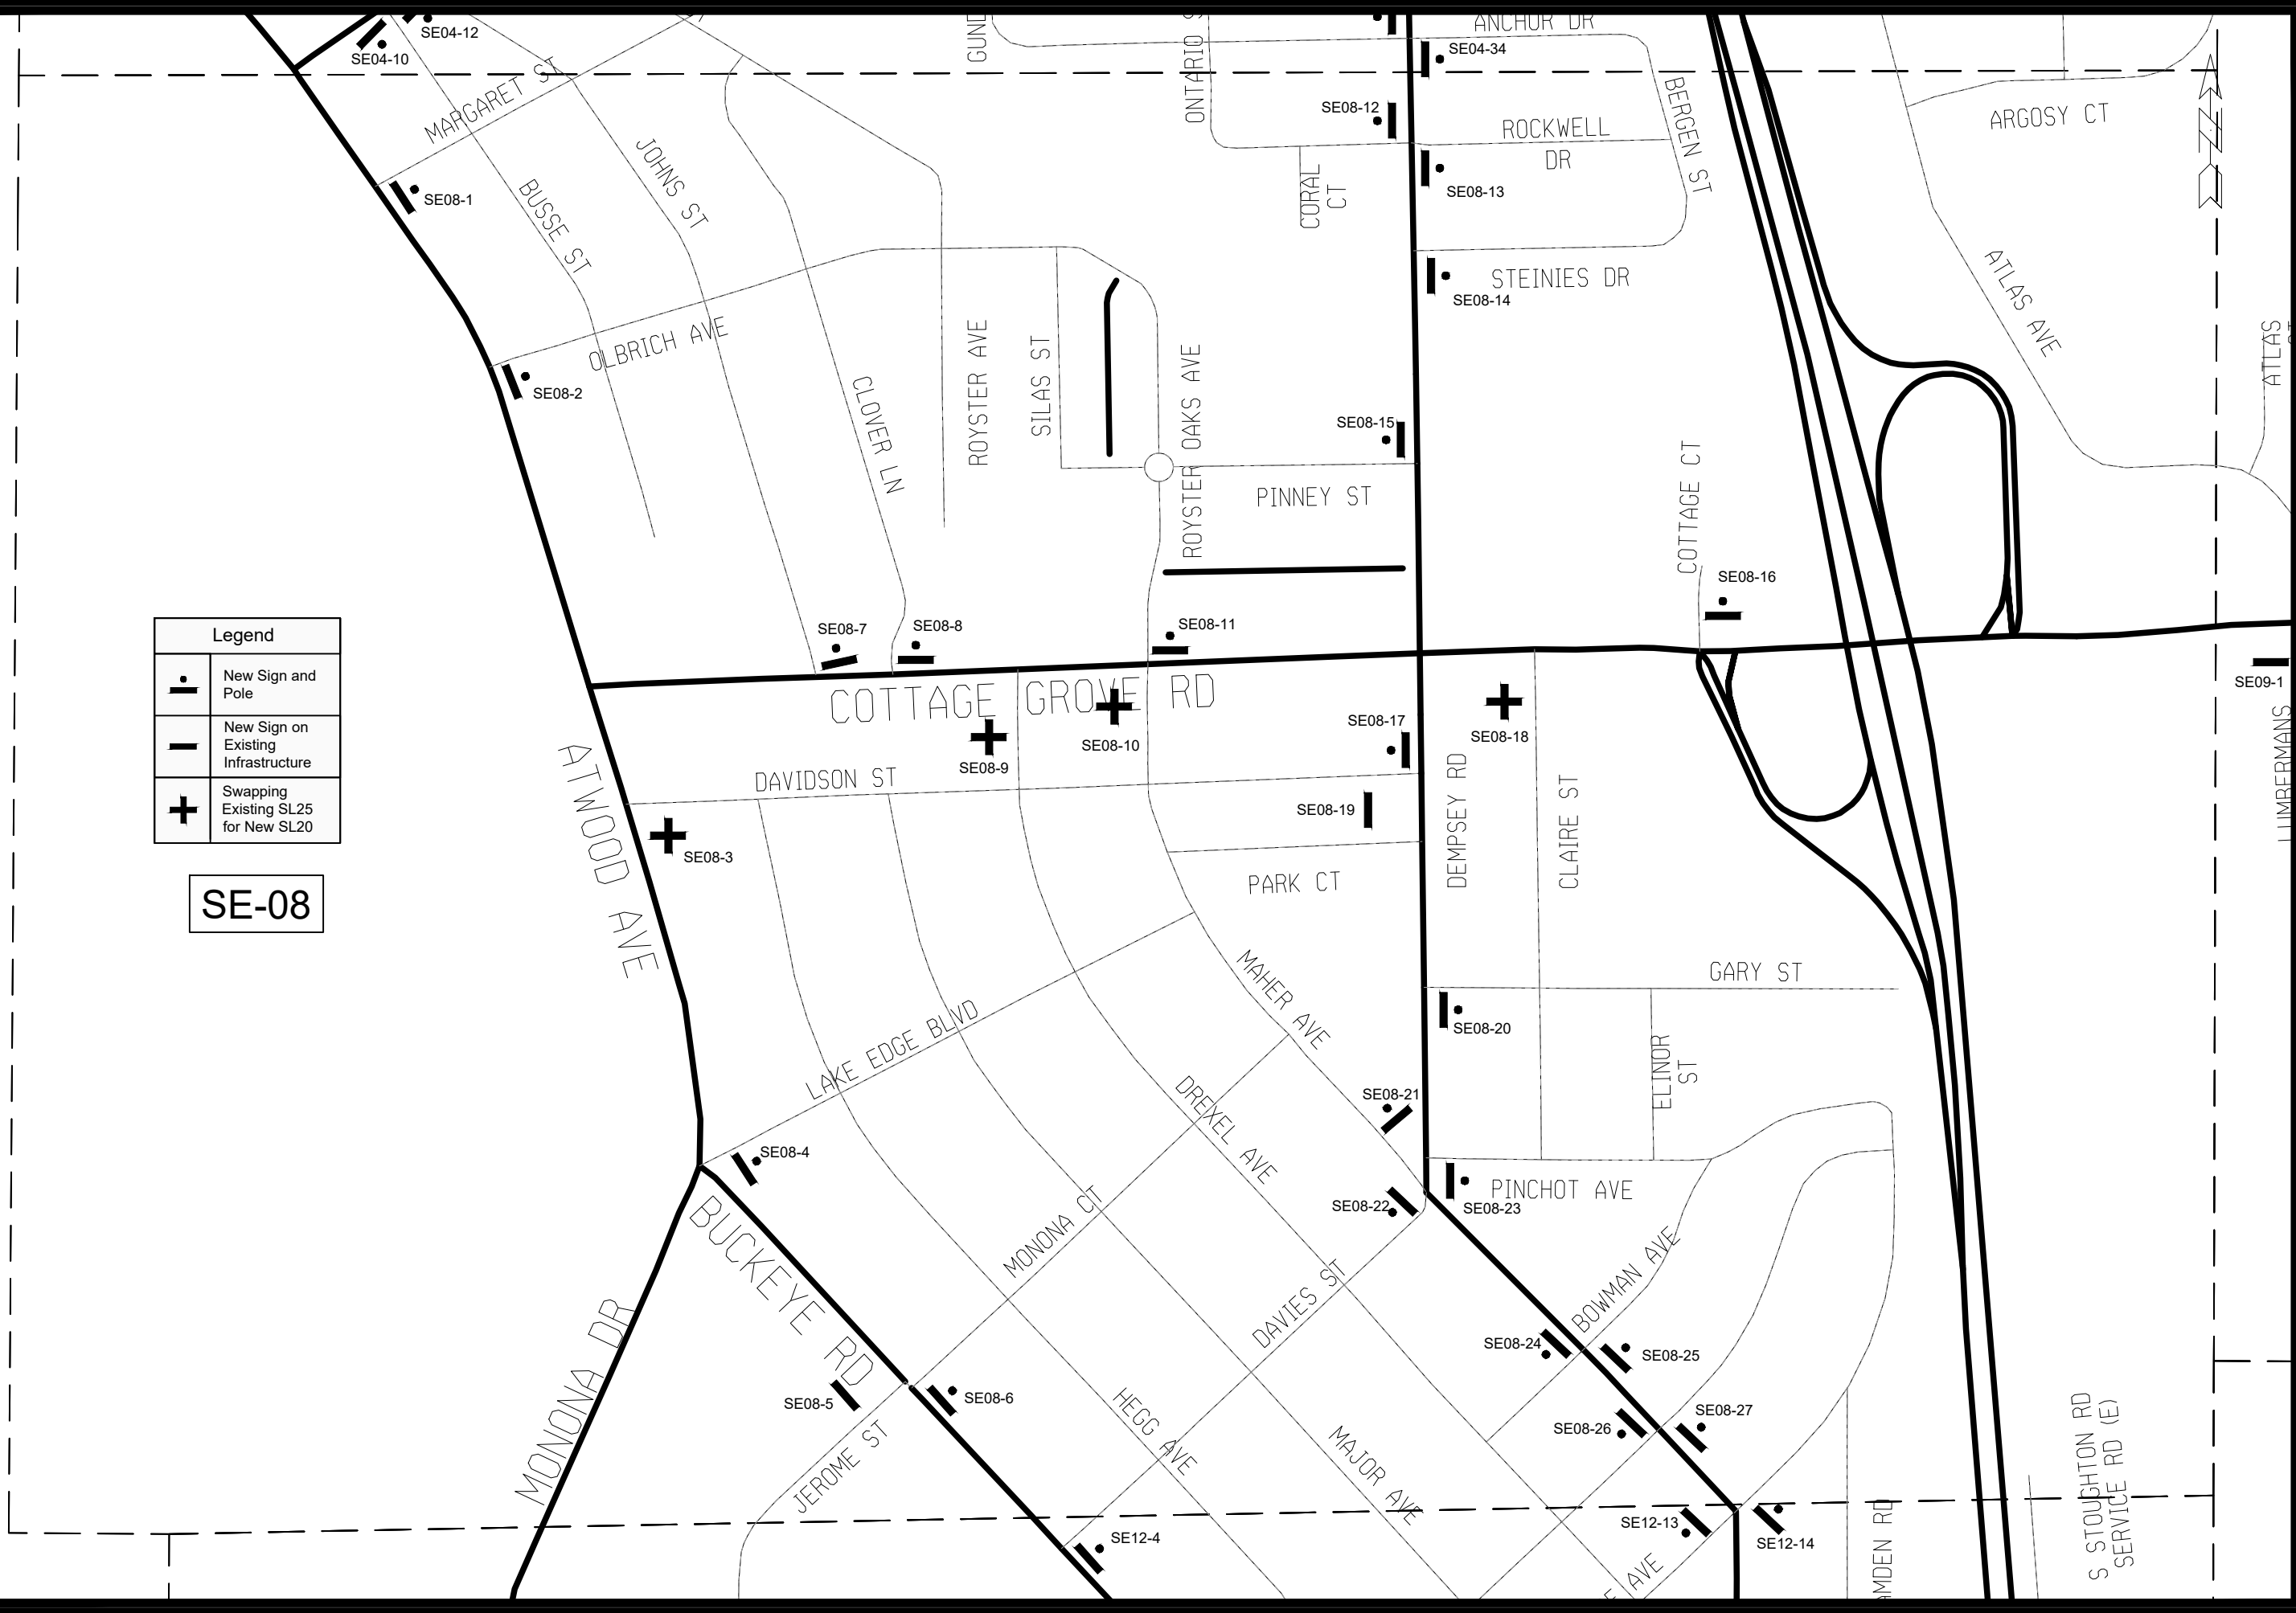 SE04-12
SE04-10
GUND
ONTARIO S
ANCHOR DR
SE04-34
MARGARET ST
SE08-12
ROCKWELL
DR
BERGEN ST
ARGOSY CT
SE08-1
BUSSE ST
JOHNS ST
CORAL
CT
SE08-13
STEINIES DR
SE08-14
ATLAS AVE
ATLAS
OLBRICH AVE
SE08-2
CLOVER LN
ROYSTER AVE
SILAS ST
ROYSTER OAKS AVE
SE08-15
PINNEY ST
COTTAGE CT
SE08-16
SE08-7
SE08-8
SE08-11
COTTAGE GROVE RD
SE09-1
LUMBERMANS
Legend
New Sign and
Pole
New Sign on
Existing
Infrastructure
Swapping
Existing SL25
for New SL20
SE-08
ATWOOD AVE
SE08-9
SE08-10
SE08-17
SE08-18
DAVIDSON ST
SE08-3
SE08-19
DEMPSEY RD
CLAIRE ST
PARK CT
GARY ST
MAHER AVE
SE08-20
LAKE EDGE BLVD
ELINOR
ST
DREXEL AVE
SE08-21
SE08-4
SE08-22
PINCHOT AVE
SE08-23
BUCKEYE RD
MONONA CT
DAVIES ST
BOWMAN AVE
MONONA DR
SE08-24
SE08-25
SE08-5
SE08-6
HEGG AVE
MAJOR AVE
SE08-26
SE08-27
JEROME ST
S STOUGHTON RD
SERVICE RD (E)
SE12-4
SE12-13
SE12-14
AVE
AMDEN RD